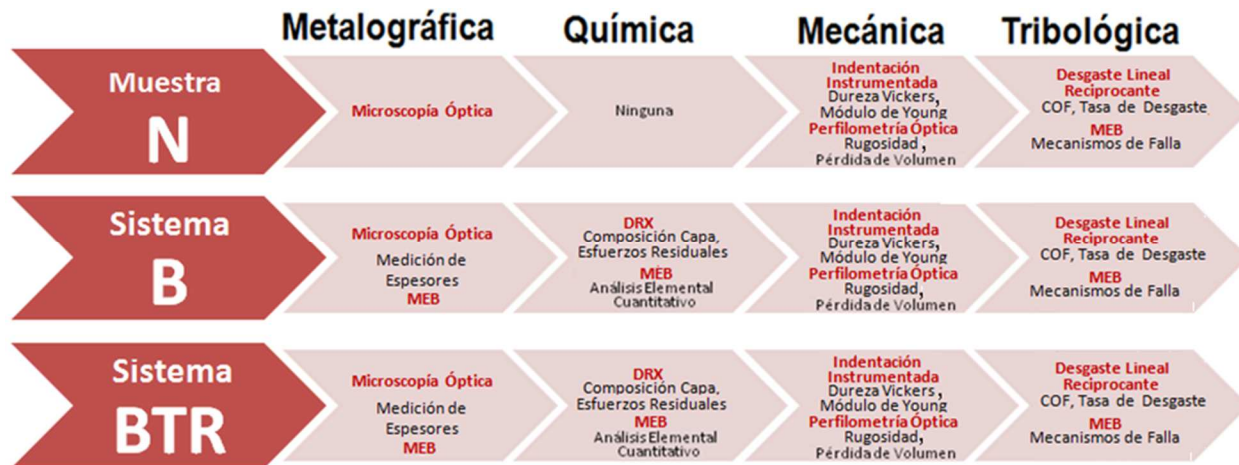 Metalográfica
Química
Mecánica
Tribológica
Muestra
N
Microscopía Óptica
Ninguna
Indentación
Instrumentada
Dureza Vickers,
Módulo de Young
Perfilometría Óptica
Rugosidad,
Pérdida de Volumen
Desgaste Lineal
Reciprocante
COF, Tasa de Desgaste,
MEB
Mecanismos de Falla
Sistema
B
Microscopía Óptica
Medición de
Espesores
MEB
DRX
Composición Capa,
Esfuerzos Residuales
MEB
Análisis Elemental
Cuantitativo
Indentación
Instrumentada
Dureza Vickers,
Módulo de Young
Perfilometría Óptica
Rugosidad,
Pérdida de Volumen
Desgaste Lineal
Reciprocante
COF, Tasa de Desgaste
MEB
Mecanismos de Falla
Sistema
BTR
Microscopía Óptica
Medición de
Espesores
MEB
DRX
Composición Capa,
Esfuerzos Residuales
MEB
Análisis Elemental
Cuantitativo
Indentación
Instrumentada
Dureza Vickers,
Módulo de Young
Perfilometría Óptica
Rugosidad,
Pérdida de Volumen
Desgaste Lineal
Reciprocante
COF, Tasa de Desgaste
MEB
Mecanismos de Falla